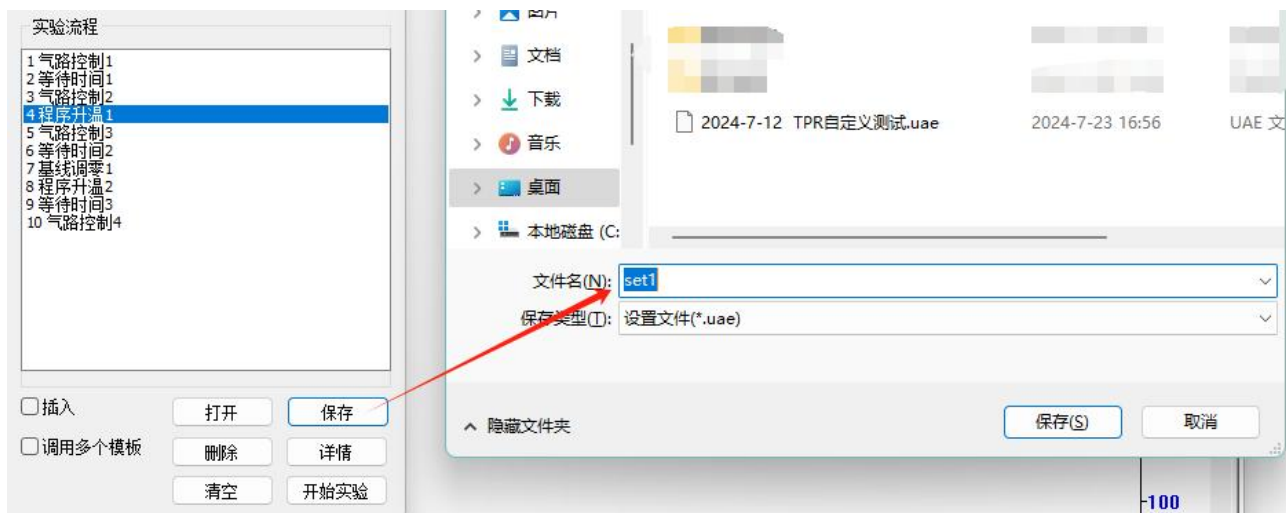 实验流程
1 气路控制1
2 等待时间1
3 气路控制2
4 程序升温1
5 气路控制3
6 等待时间2
7 基线调零1
8 程序升温2
9 等待时间3
10 气路控制4
插入
打开
保存
调用多个模板
删除
详情
清空
开始实验
图片
文档
下载
音乐
桌面
本地磁盘 (C:
2024-7-12 TPR自定义测试.uae
2024-7-23 16:56
UAE 文
文件名(N): set1
保存类型(T): 设置文件(*.uae)
隐藏文件夹
保存(S)
取消
-100